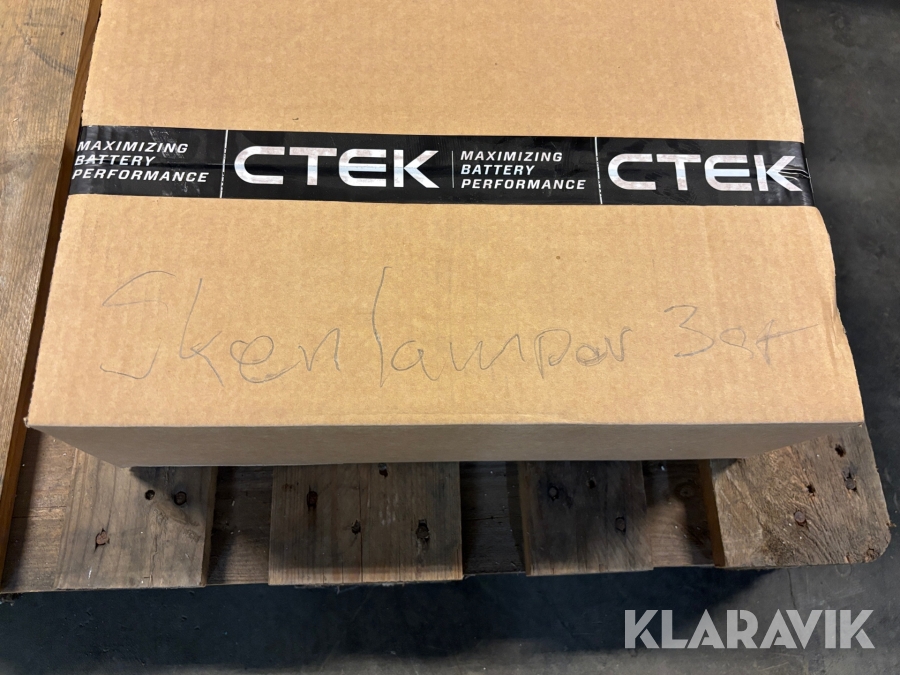 MAXIMIZING
BATTERY
PERFORMANCE
CTEK
MAXIMIZING
BATTERY
PERFORMANCE
CTEK
Skenlampor 3st
KLARAVIK